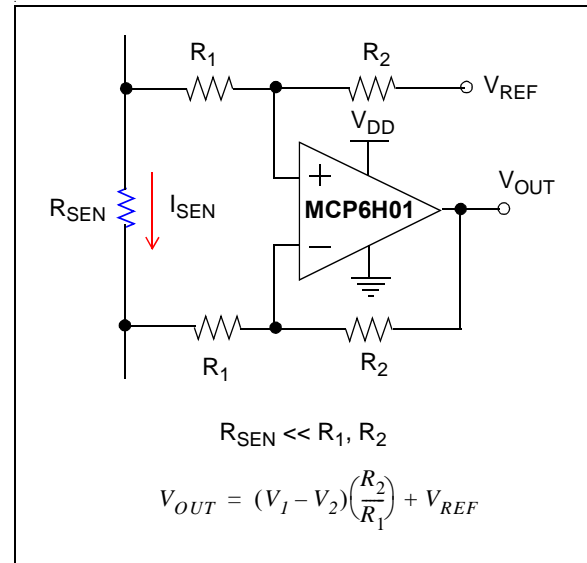 R1
R2
VREF
VDD
VOUT
RSEN
ISEN
+
MCP6H01
−
R1
R2
RSEN << R1, R2
VOUT = (V1 – V2)(R2/R1) + VREF